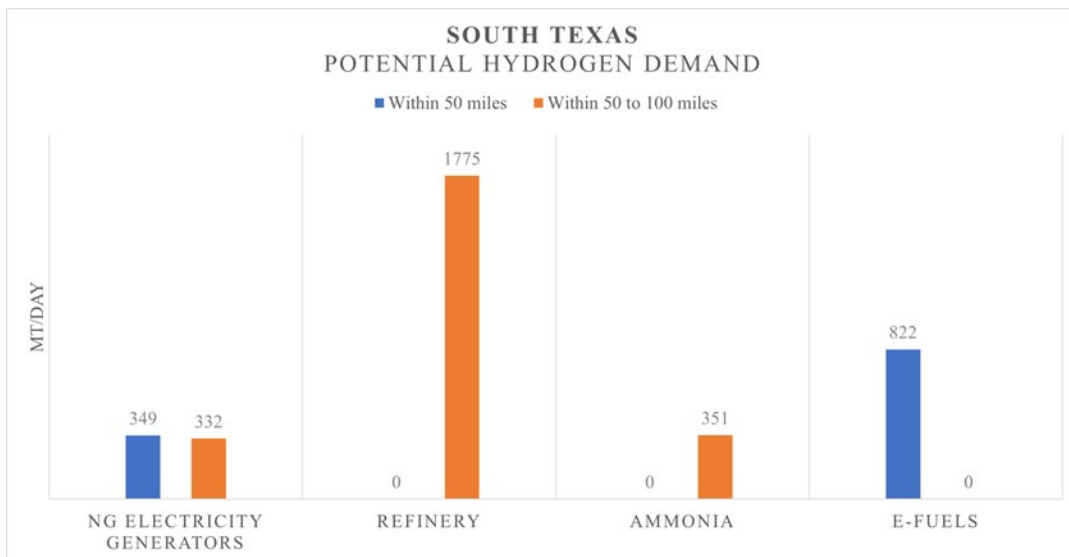 SOUTH TEXAS
POTENTIAL HYDROGEN DEMAND
Within 50 miles
Within 50 to 100 miles
MT/DAY
349
332
0
1775
0
351
822
0
NG ELECTRICITY
GENERATORS
REFINERY
AMMONIA
E-FUELS